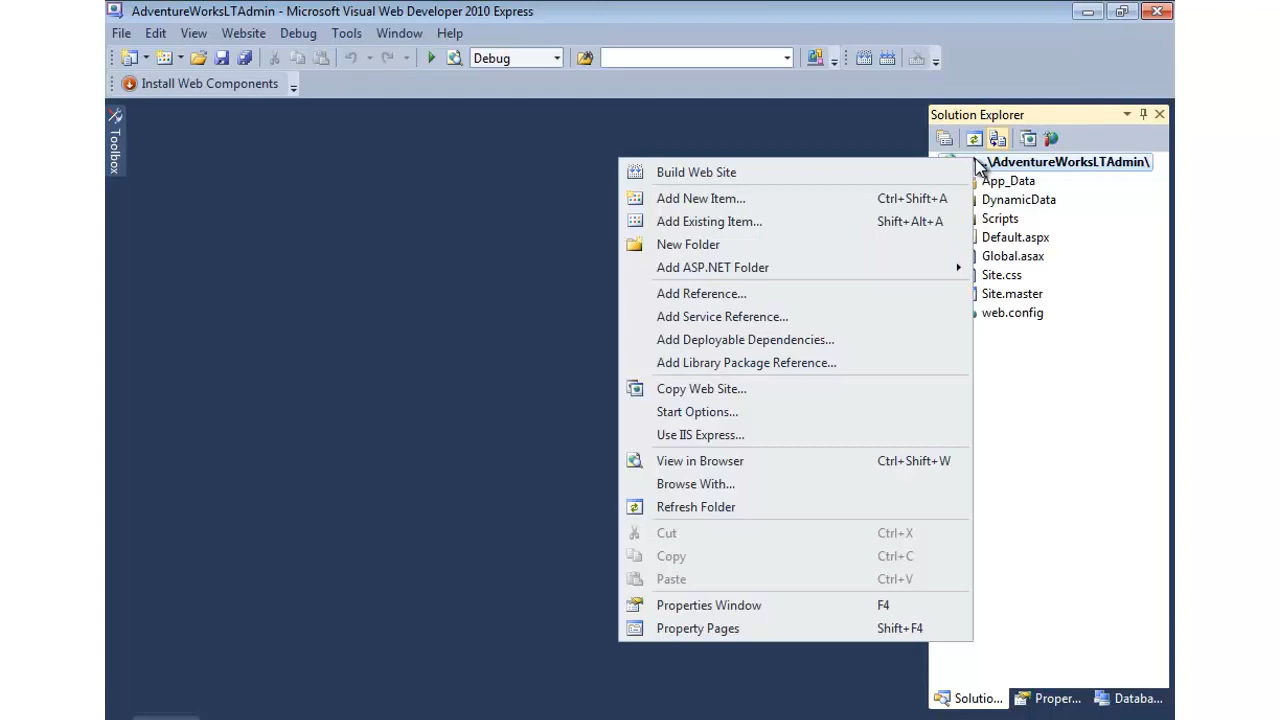 AdventureWorksLTAdmin - Microsoft Visual Web Developer 2010 Express
File Edit View Website Debug Tools Window Help
Debug
Install Web Components
Toolbox
Solution Explorer
\AdventureWorksLTAdmin\
App_Data
DynamicData
Scripts
Default.aspx
Global.asax
Site.css
Site.master
web.config
Build Web Site
Add New Item... Ctrl+Shift+A
Add Existing Item... Shift+Alt+A
New Folder
Add ASP.NET Folder
Add Reference...
Add Service Reference...
Add Deployable Dependencies...
Add Library Package Reference...
Copy Web Site...
Start Options...
Use IIS Express...
View in Browser Ctrl+Shift+W
Browse With...
Refresh Folder
Cut Ctrl+X
Copy Ctrl+C
Paste Ctrl+V
Properties Window F4
Property Pages Shift+F4
Solutio... Proper... Databa...